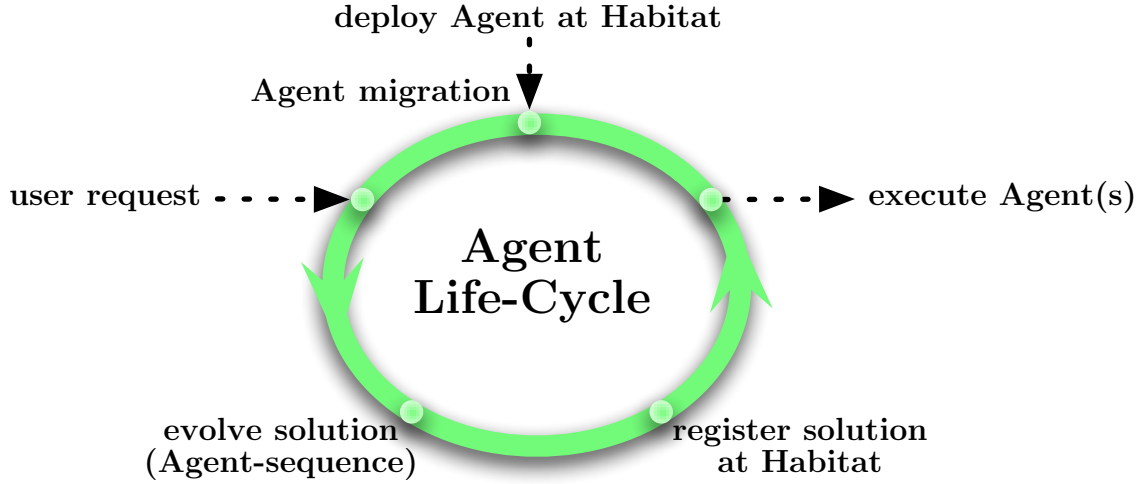 deploy Agent at Habitat
Agent migration
user request
execute Agent(s)
Agent
Life-Cycle
evolve solution
(Agent-sequence)
register solution
at Habitat